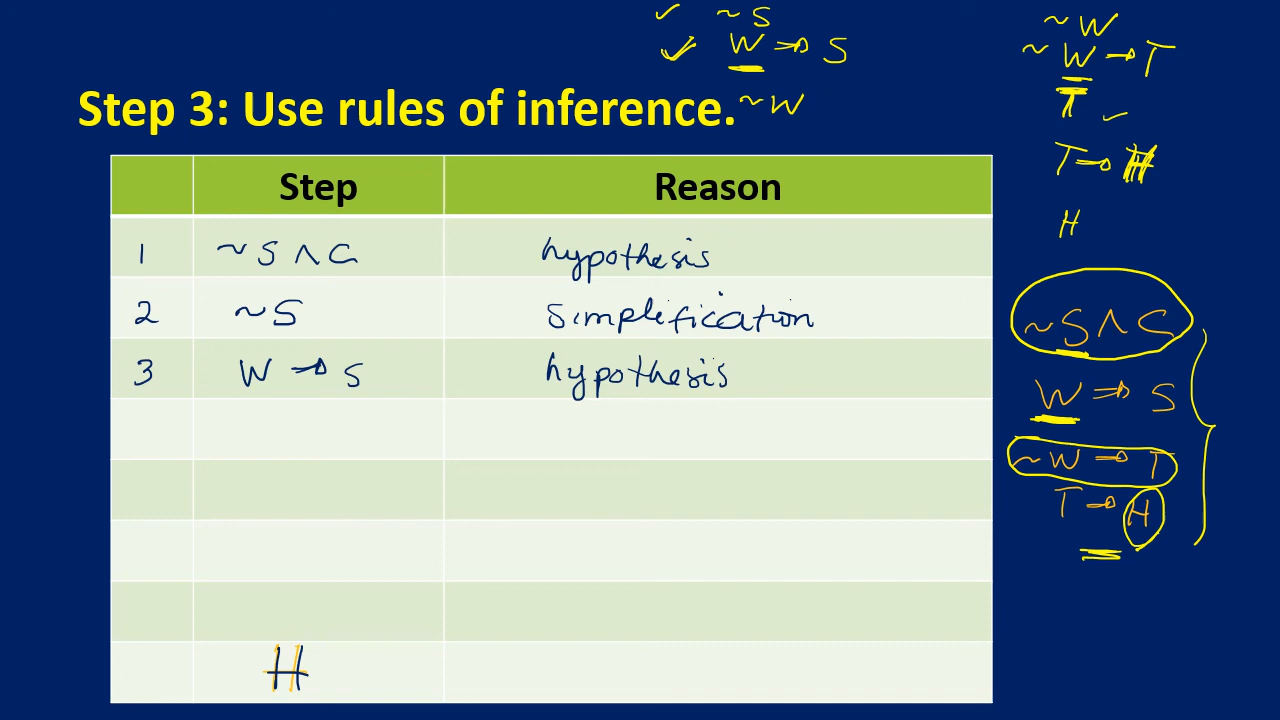 ✓ ~S
✓ W → S
~W
Step 3: Use rules of inference.
Step Reason
1 ~S ∧ C hypothesis
2 ~S simplification
3 W → S hypothesis
H
~W
~W → T
T ✓
T → H
H
~S ∧ C
W → S
~W → T
T → H